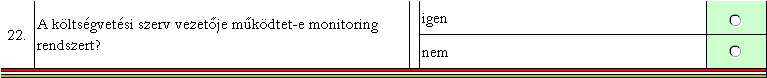 igen
22. A költségvetési szerv vezetője működtet-e monitoring
rendszert?
nem